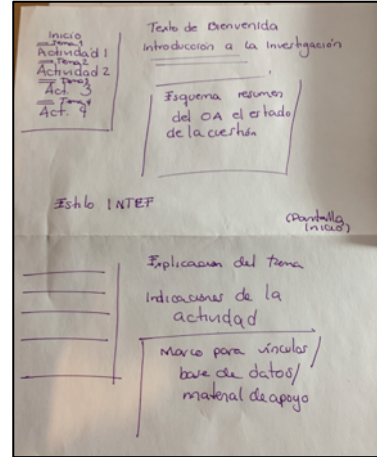 Inicio
Tema 1
Actividad 1
Tema 2
Actividad 2
Tema 3
Act. 3
Tema 4
Act. 4
Texto de Bienvenida
Introducción a la Investigación
Esquema resumen
del OA el estado
de la cuestión
Estilo INTEF
(Pantalla
Inicio)
Explicacion del tema
Indicaciones de la
actividad
Marco para vínculos/
base de datos/
material de apoyo